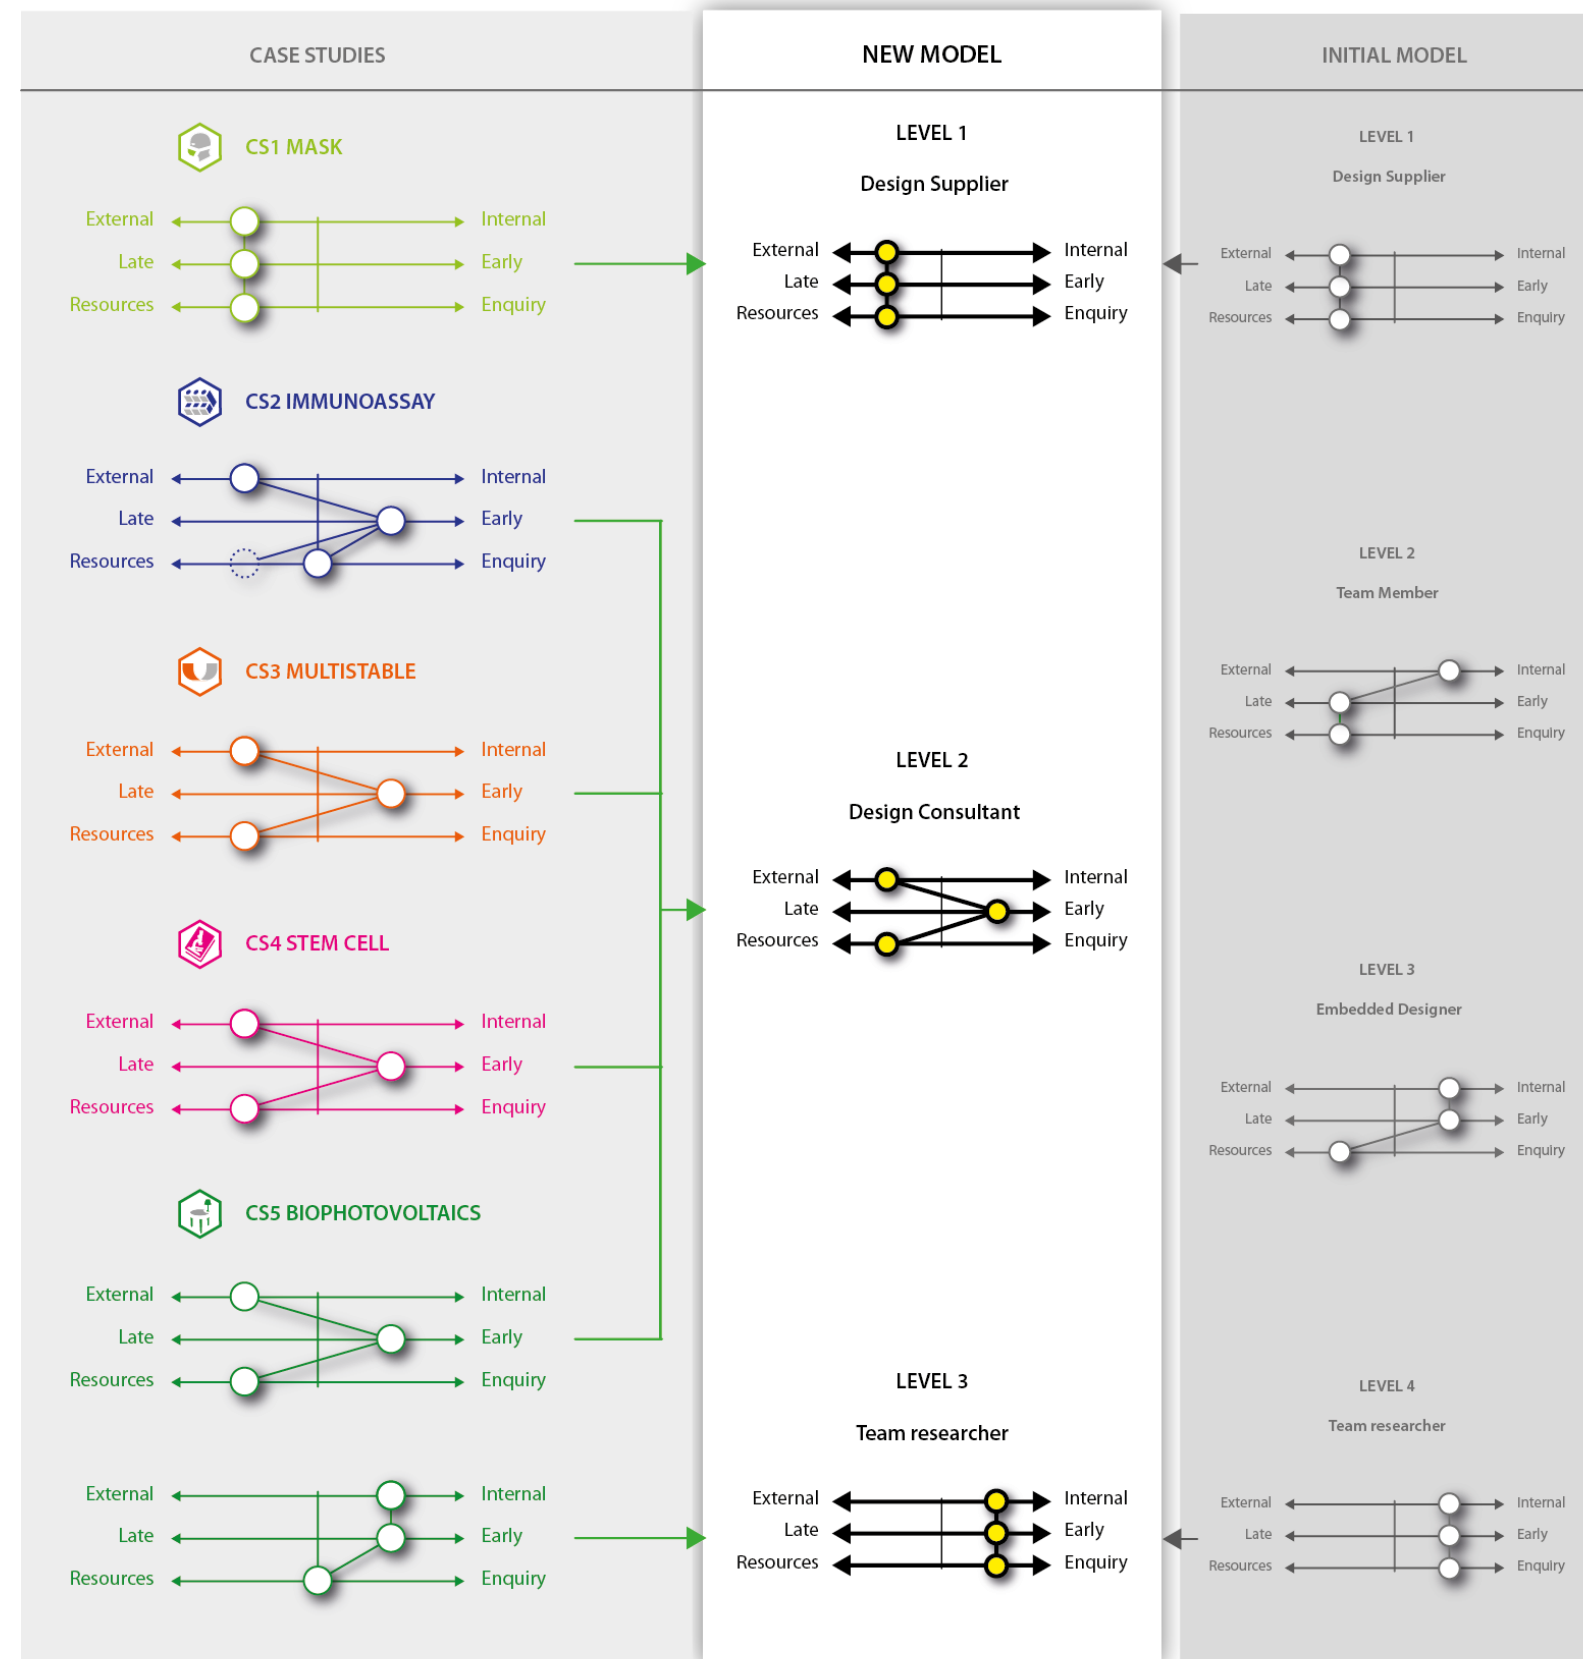 CASE STUDIES
CS1 MASK
External Internal
Late Early
Resources Enquiry
CS2 IMMUNOASSAY
External Internal
Late Early
Resources Enquiry
CS3 MULTISTABLE
External Internal
Late Early
Resources Enquiry
CS4 STEM CELL
External Internal
Late Early
Resources Enquiry
CS5 BIOPHOTOVOLTAICS
External Internal
Late Early
Resources Enquiry
External Internal
Late Early
Resources Enquiry
NEW MODEL
LEVEL 1
Design Supplier
External Internal
Late Early
Resources Enquiry
LEVEL 2
Design Consultant
External Internal
Late Early
Resources Enquiry
LEVEL 3
Team researcher
External Internal
Late Early
Resources Enquiry
INITIAL MODEL
LEVEL 1
Design Supplier
External Internal
Late Early
Resources Enquiry
LEVEL 2
Team Member
External Internal
Late Early
Resources Enquiry
LEVEL 3
Embedded Designer
External Internal
Late Early
Resources Enquiry
LEVEL 4
Team researcher
External Internal
Late Early
Resources Enquiry